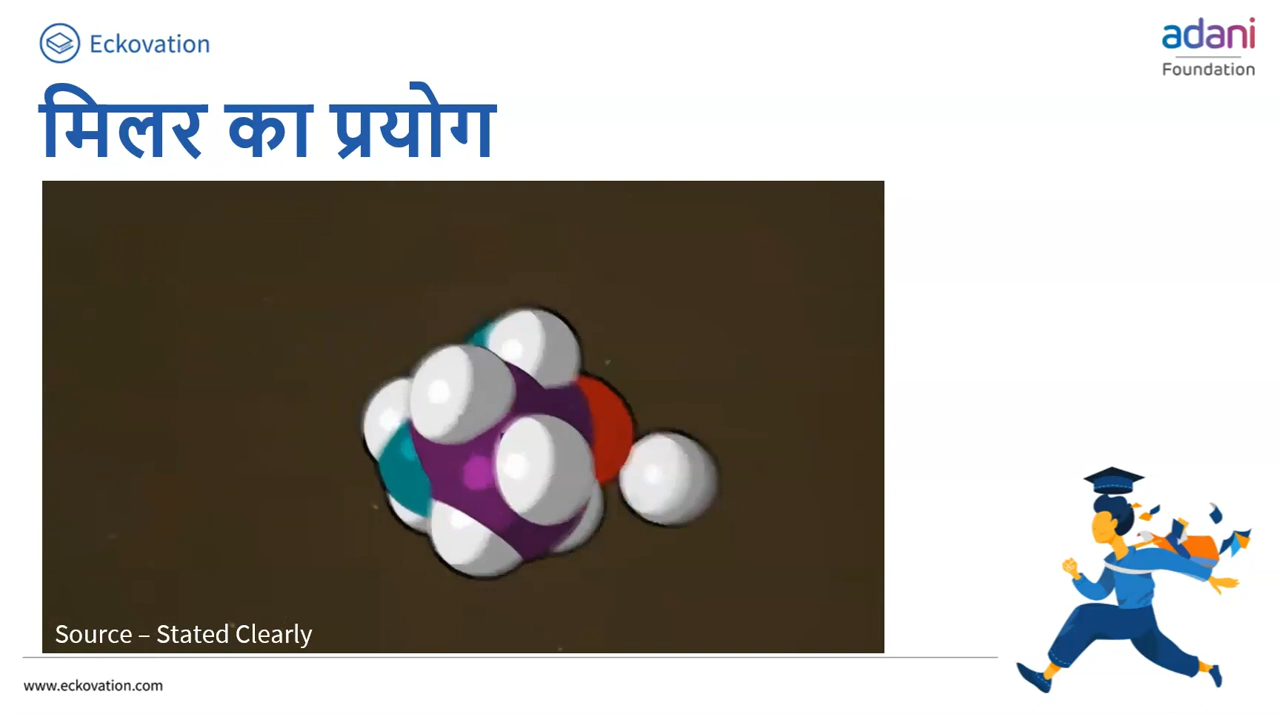 Eckovation
adani
Foundation
मिलर का प्रयोग
Source – Stated Clearly
www.eckovation.com